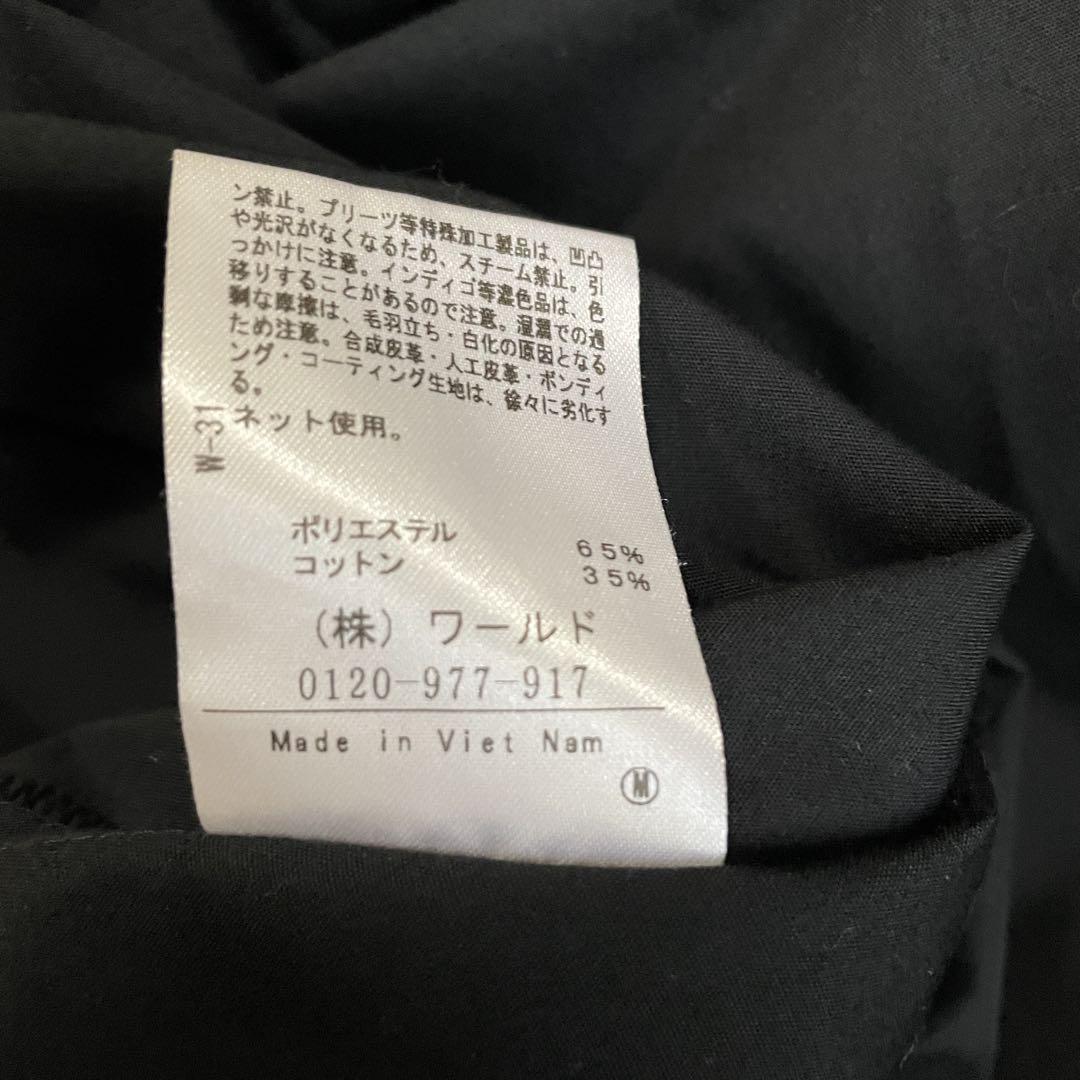 ン禁止。プリーツ等特殊加工製品は、凹凸
や光沢がなくなるため、スチーム禁止。引
っかけに注意。インディゴ等濃色品は、色
移りすることがあるので注意。湿潤での過
剰な摩擦は、毛羽立ち・白化の原因となる
ため注意。合成皮革・人工皮革・ボンディ
ング・コーティング生地は、徐々に劣化す
る。
ネット使用。
W-31
ポリエステル 65%
コットン 35%
(株) ワールド
0120-977-917
Made in Viet Nam
Ⓜ